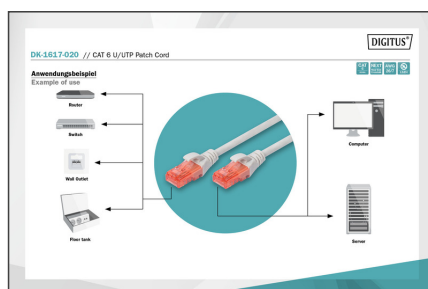 DIGITUS®
DK-1617-020 // CAT 6 U/UTP Patch Cord
Anwendungsbeispiel
Example of use
Router
Switch
Wall Outlet
Floor tank
Computer
Server